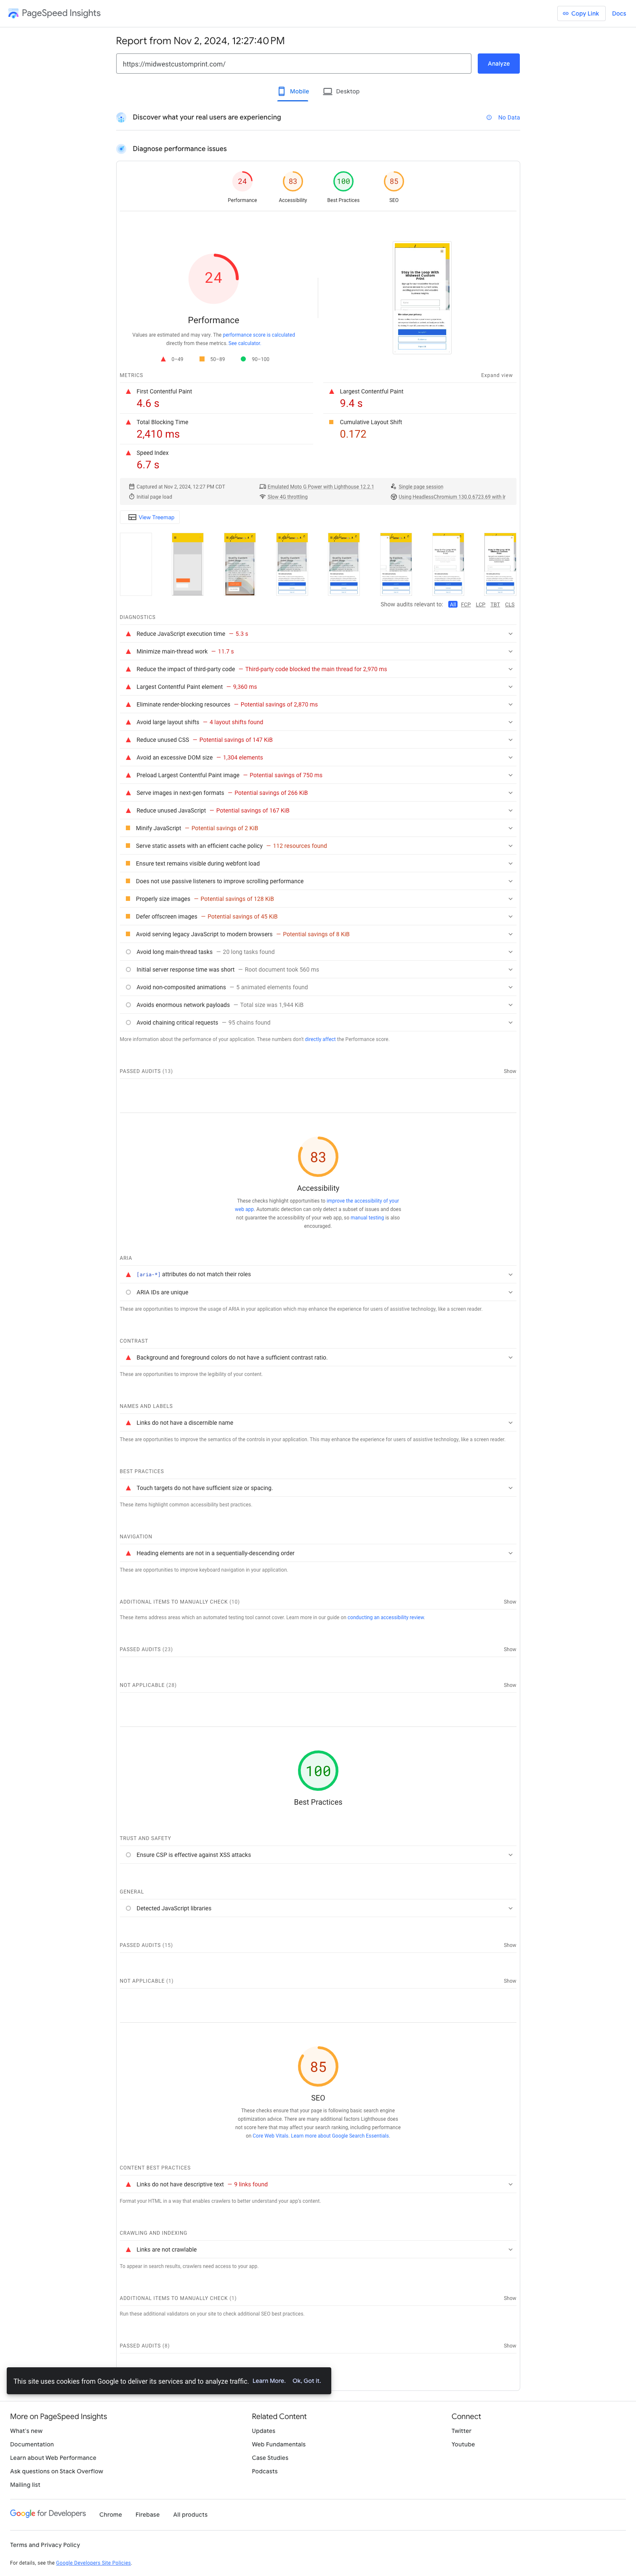 PageSpeed Insights
Copy Link
Docs
Report from Nov 2, 2024, 12:27:40 PM
https://midwestcustomprint.com/
Analyze
Mobile
Desktop
Discover what your real users are experiencing
No Data
Diagnose performance issues
24
83
100
85
Performance
Accessibility
Best Practices
SEO
24
Performance
Values are estimated and may vary. The performance score is calculated
directly from these metrics. See calculator.
0–49
50–89
90–100
Stay in the Loop With
Midwest Custom
Print
METRICS
Expand view
First Contentful Paint
4.6 s
Largest Contentful Paint
9.4 s
Total Blocking Time
2,410 ms
Cumulative Layout Shift
0.172
Speed Index
6.7 s
Captured at Nov 2, 2024, 12:27 PM CDT
Emulated Moto G Power with Lighthouse 12.2.1
Single page session
Initial page load
Slow 4G throttling
Using HeadlessChromium 130.0.6723.69 with lr
View Treemap
Show audits relevant to: All FCP LCP TBT CLS
DIAGNOSTICS
Reduce JavaScript execution time — 5.3 s
Minimize main-thread work — 11.7 s
Reduce the impact of third-party code — Third-party code blocked the main thread for 2,970 ms
Largest Contentful Paint element — 9,360 ms
Eliminate render-blocking resources — Potential savings of 2,870 ms
Avoid large layout shifts — 4 layout shifts found
Reduce unused CSS — Potential savings of 147 KiB
Avoid an excessive DOM size — 1,304 elements
Preload Largest Contentful Paint image — Potential savings of 750 ms
Serve images in next-gen formats — Potential savings of 266 KiB
Reduce unused JavaScript — Potential savings of 167 KiB
Minify JavaScript — Potential savings of 2 KiB
Serve static assets with an efficient cache policy — 112 resources found
Ensure text remains visible during webfont load
Does not use passive listeners to improve scrolling performance
Properly size images — Potential savings of 128 KiB
Defer offscreen images — Potential savings of 45 KiB
Avoid serving legacy JavaScript to modern browsers — Potential savings of 8 KiB
Avoid long main-thread tasks — 20 long tasks found
Initial server response time was short — Root document took 560 ms
Avoid non-composited animations — 5 animated elements found
Avoids enormous network payloads — Total size was 1,944 KiB
Avoid chaining critical requests — 95 chains found
More information about the performance of your application. These numbers don't directly affect the Performance score.
PASSED AUDITS (13)
Show
83
Accessibility
These checks highlight opportunities to improve the accessibility of your
web app. Automatic detection can only detect a subset of issues and does
not guarantee the accessibility of your web app, so manual testing is also
encouraged.
ARIA
[aria-*] attributes do not match their roles
ARIA IDs are unique
These are opportunities to improve the usage of ARIA in your application which may enhance the experience for users of assistive technology, like a screen reader.
CONTRAST
Background and foreground colors do not have a sufficient contrast ratio.
These are opportunities to improve the legibility of your content.
NAMES AND LABELS
Links do not have a discernible name
These are opportunities to improve the semantics of the controls in your application. This may enhance the experience for users of assistive technology, like a screen reader.
BEST PRACTICES
Touch targets do not have sufficient size or spacing.
These items highlight common accessibility best practices.
NAVIGATION
Heading elements are not in a sequentially-descending order
These are opportunities to improve keyboard navigation in your application.
ADDITIONAL ITEMS TO MANUALLY CHECK (10)
Show
These items address areas which an automated testing tool cannot cover. Learn more in our guide on conducting an accessibility review.
PASSED AUDITS (23)
Show
NOT APPLICABLE (28)
Show
100
Best Practices
TRUST AND SAFETY
Ensure CSP is effective against XSS attacks
GENERAL
Detected JavaScript libraries
PASSED AUDITS (15)
Show
NOT APPLICABLE (1)
Show
85
SEO
These checks ensure that your page is following basic search engine
optimization advice. There are many additional factors Lighthouse does
not score here that may affect your search ranking, including performance
on Core Web Vitals. Learn more about Google Search Essentials.
CONTENT BEST PRACTICES
Links do not have descriptive text — 9 links found
Format your HTML in a way that enables crawlers to better understand your app's content.
CRAWLING AND INDEXING
Links are not crawlable
To appear in search results, crawlers need access to your app.
ADDITIONAL ITEMS TO MANUALLY CHECK (1)
Show
Run these additional validators on your site to check additional SEO best practices.
PASSED AUDITS (8)
Show
This site uses cookies from Google to deliver its services and to analyze traffic. Learn More. Ok, Got it.
More on PageSpeed Insights
What's new
Documentation
Learn about Web Performance
Ask questions on Stack Overflow
Mailing list
Related Content
Updates
Web Fundamentals
Case Studies
Podcasts
Connect
Twitter
Youtube
Google for Developers
Chrome
Firebase
All products
Terms and Privacy Policy
For details, see the Google Developers Site Policies.